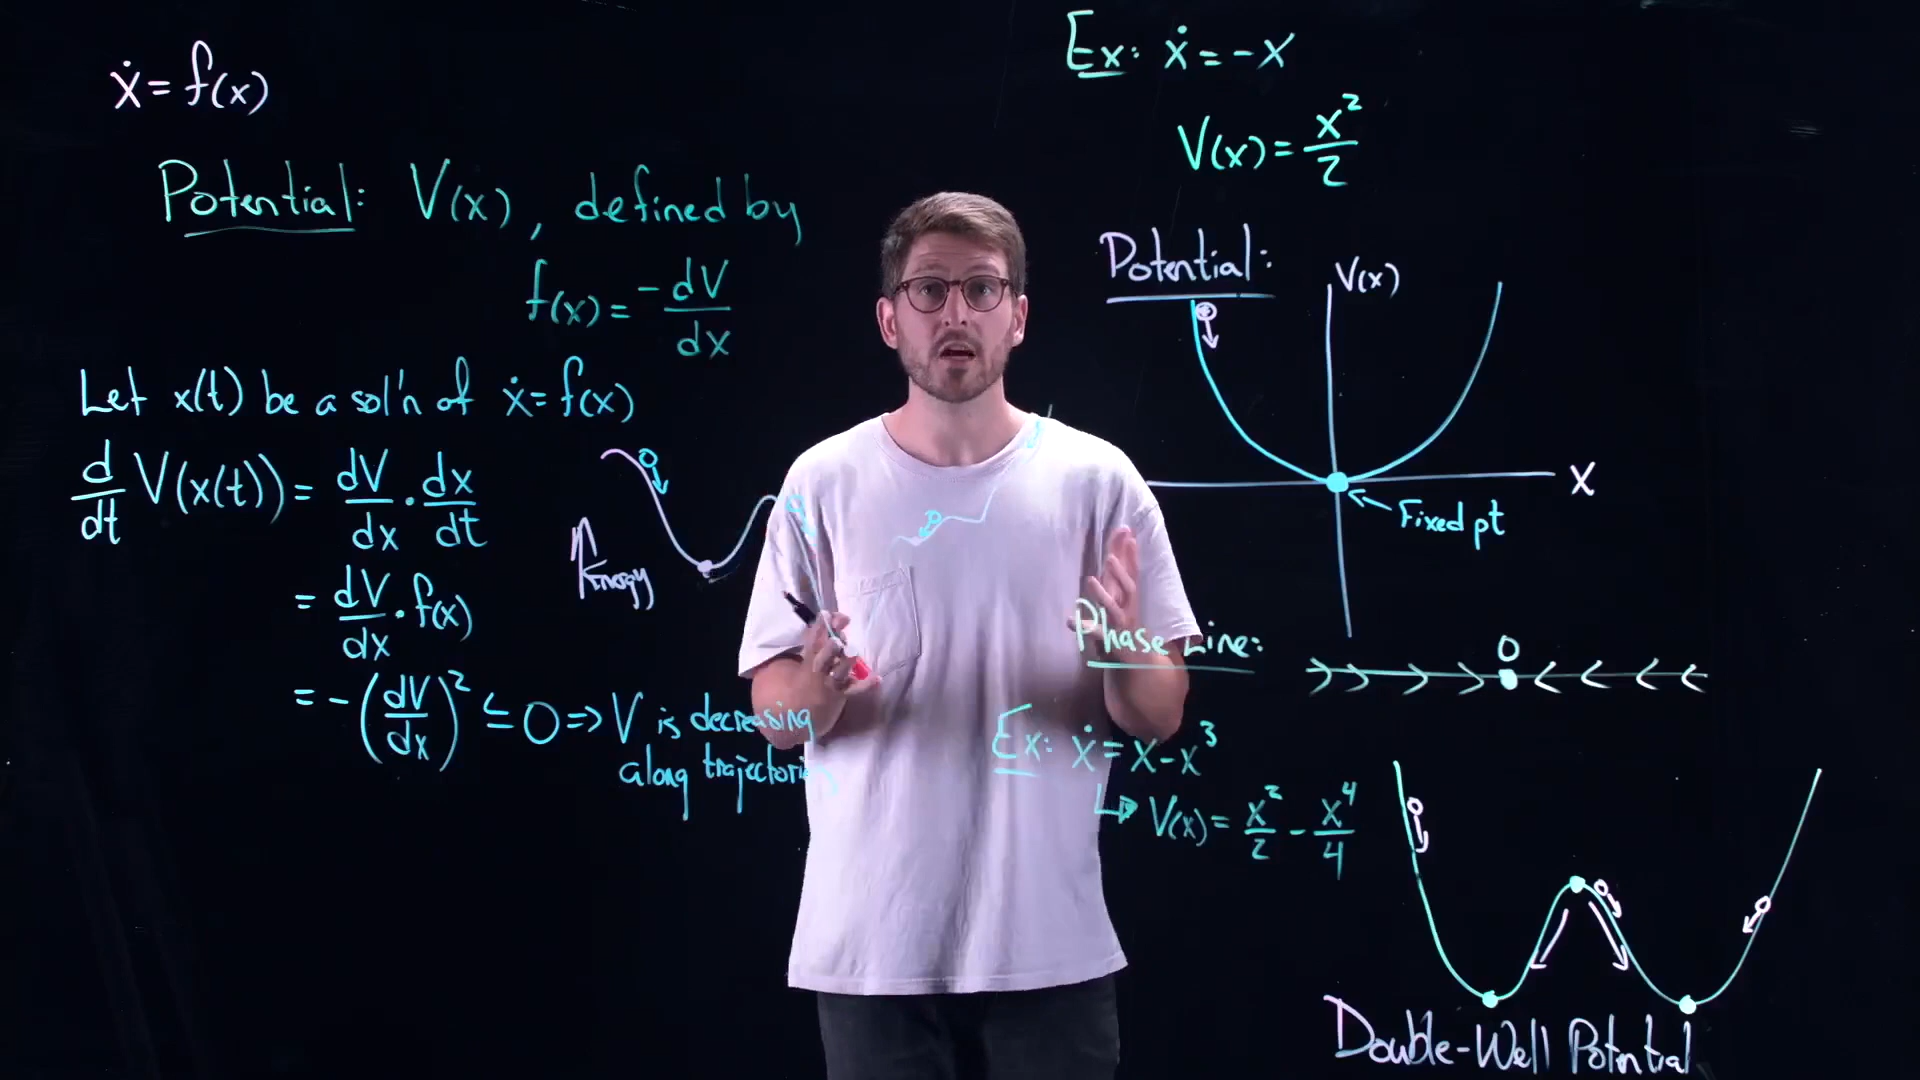 ẋ = f(x)
Potential: V(x), defined by
f(x) = -dV/dx
Let x(t) be a sol'n of ẋ = f(x)
d/dt V(x(t)) = dV/dx · dx/dt
= dV/dx · f(x)
= -(dV/dx)² ≤ 0 ⇒ V is decreasing
along
Energy
Ex: ẋ = -x
V(x) = x²/2
Potential:
V(x)
X
Fixed pt
Phase Line:
0
Ex: ẋ = x - x³
↳ V(x) = x²/2 - x⁴/4
Double-Well Potential